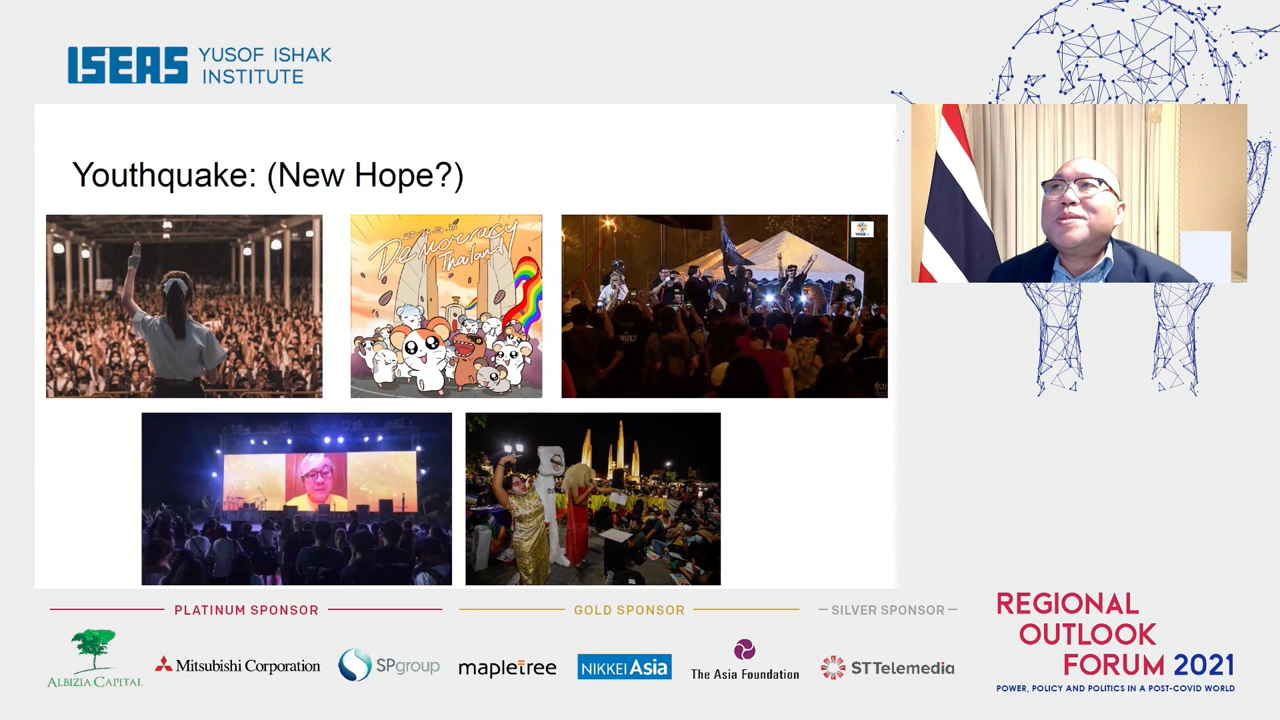 ISEAS YUSOF ISHAK
INSTITUTE
Youthquake: (New Hope?)
Democracy
Thailand
PLATINUM SPONSOR
GOLD SPONSOR
SILVER SPONSOR
ALBIZIA CAPITAL
Mitsubishi Corporation
SPgroup
mapletree
NIKKEI Asia
The Asia Foundation
ST Telemedia
REGIONAL
OUTLOOK
FORUM 2021
POWER, POLICY AND POLITICS IN A POST-COVID WORLD